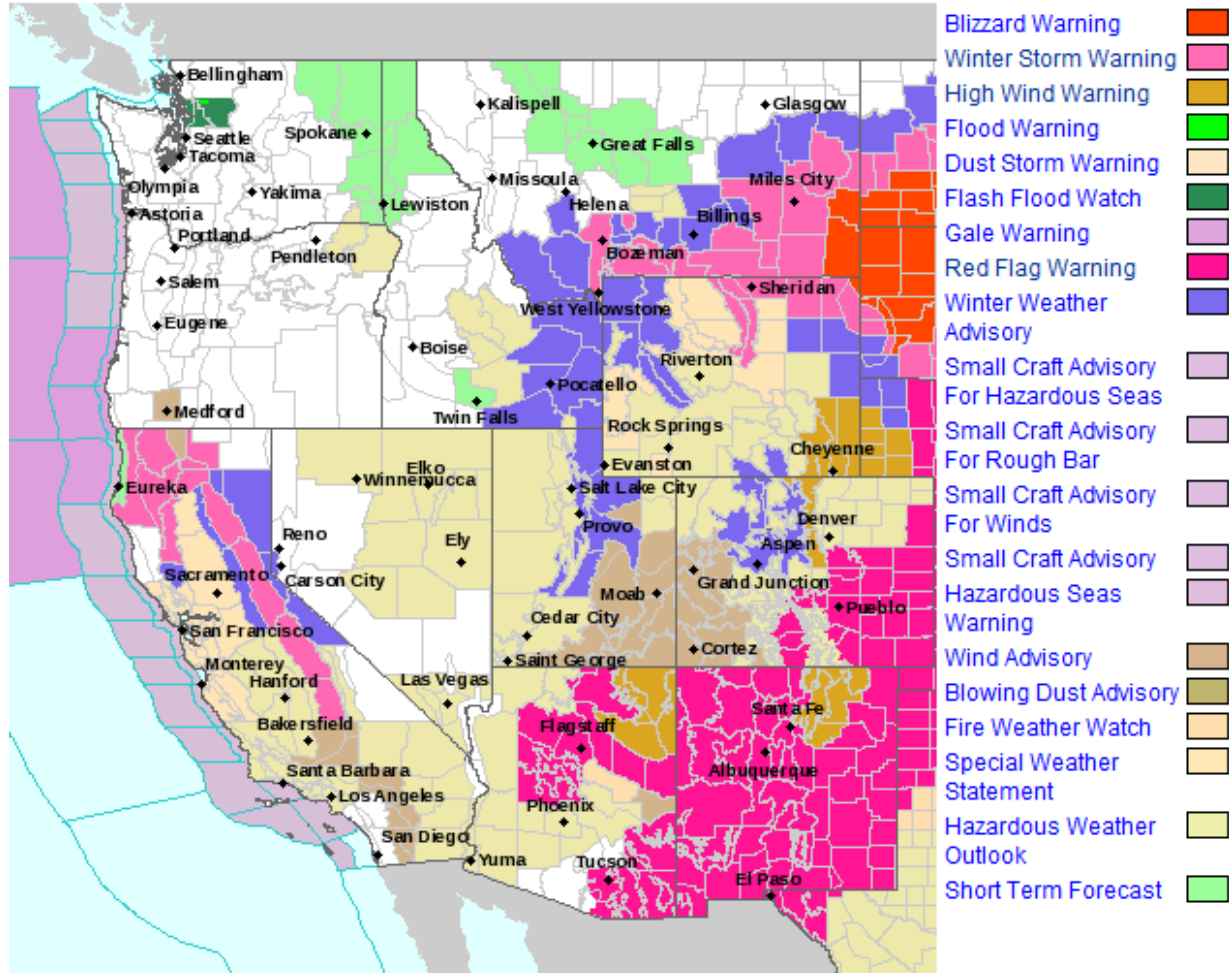 Bellingham
Kalispell
Glasgow
Spokane
Seattle
Great Falls
Tacoma
Olympia
Yakima
Missoula
Helena
Miles City
Lewiston
Billings
Astoria
Portland
Pendleton
Bozeman
Salem
Sheridan
West Yellowstone
Eugene
Boise
Riverton
Pocatello
Medford
Twin Falls
Rock Springs
Cheyenne
Evanston
Elko
Winnemucca
Eureka
Salt Lake City
Provo
Denver
Reno
Ely
Aspen
Sacramento
Carson City
Grand Junction
Moab
Pueblo
Cedar City
San Francisco
Cortez
Monterey
Saint George
Hanford
Las Vegas
Bakersfield
Flagstaff
Santa Fe
Albuquerque
Santa Barbara
Los Angeles
Phoenix
San Diego
Yuma
Tucson
El Paso
Blizzard Warning
Winter Storm Warning
High Wind Warning
Flood Warning
Dust Storm Warning
Flash Flood Watch
Gale Warning
Red Flag Warning
Winter Weather
Advisory
Small Craft Advisory
For Hazardous Seas
Small Craft Advisory
For Rough Bar
Small Craft Advisory
For Winds
Small Craft Advisory
Hazardous Seas
Warning
Wind Advisory
Blowing Dust Advisory
Fire Weather Watch
Special Weather
Statement
Hazardous Weather
Outlook
Short Term Forecast